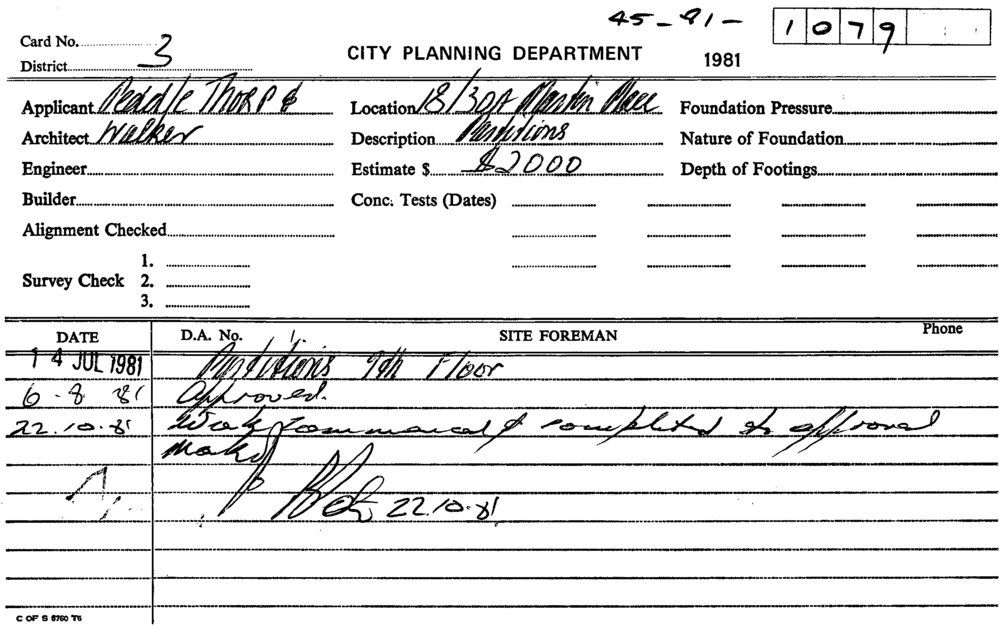 45-81-
1079
Card No.
District 3
CITY PLANNING DEPARTMENT 1981
Applicant Peddle Thorp &
Architect Walker
Engineer
Builder
Alignment Checked
Survey Check 1.
2.
3.
Location 18/30A Martin Place
Description Partitions
Estimate $ $2000
Conc. Tests (Dates)
Foundation Pressure
Nature of Foundation
Depth of Footings
DATE D.A. No. SITE FOREMAN Phone
14 JUL 1981 Partitions 9th Floor
6-8 81 Approved.
22.10.81 Work commenced & completed to approval
22.10.81
C OF S 6760 T6